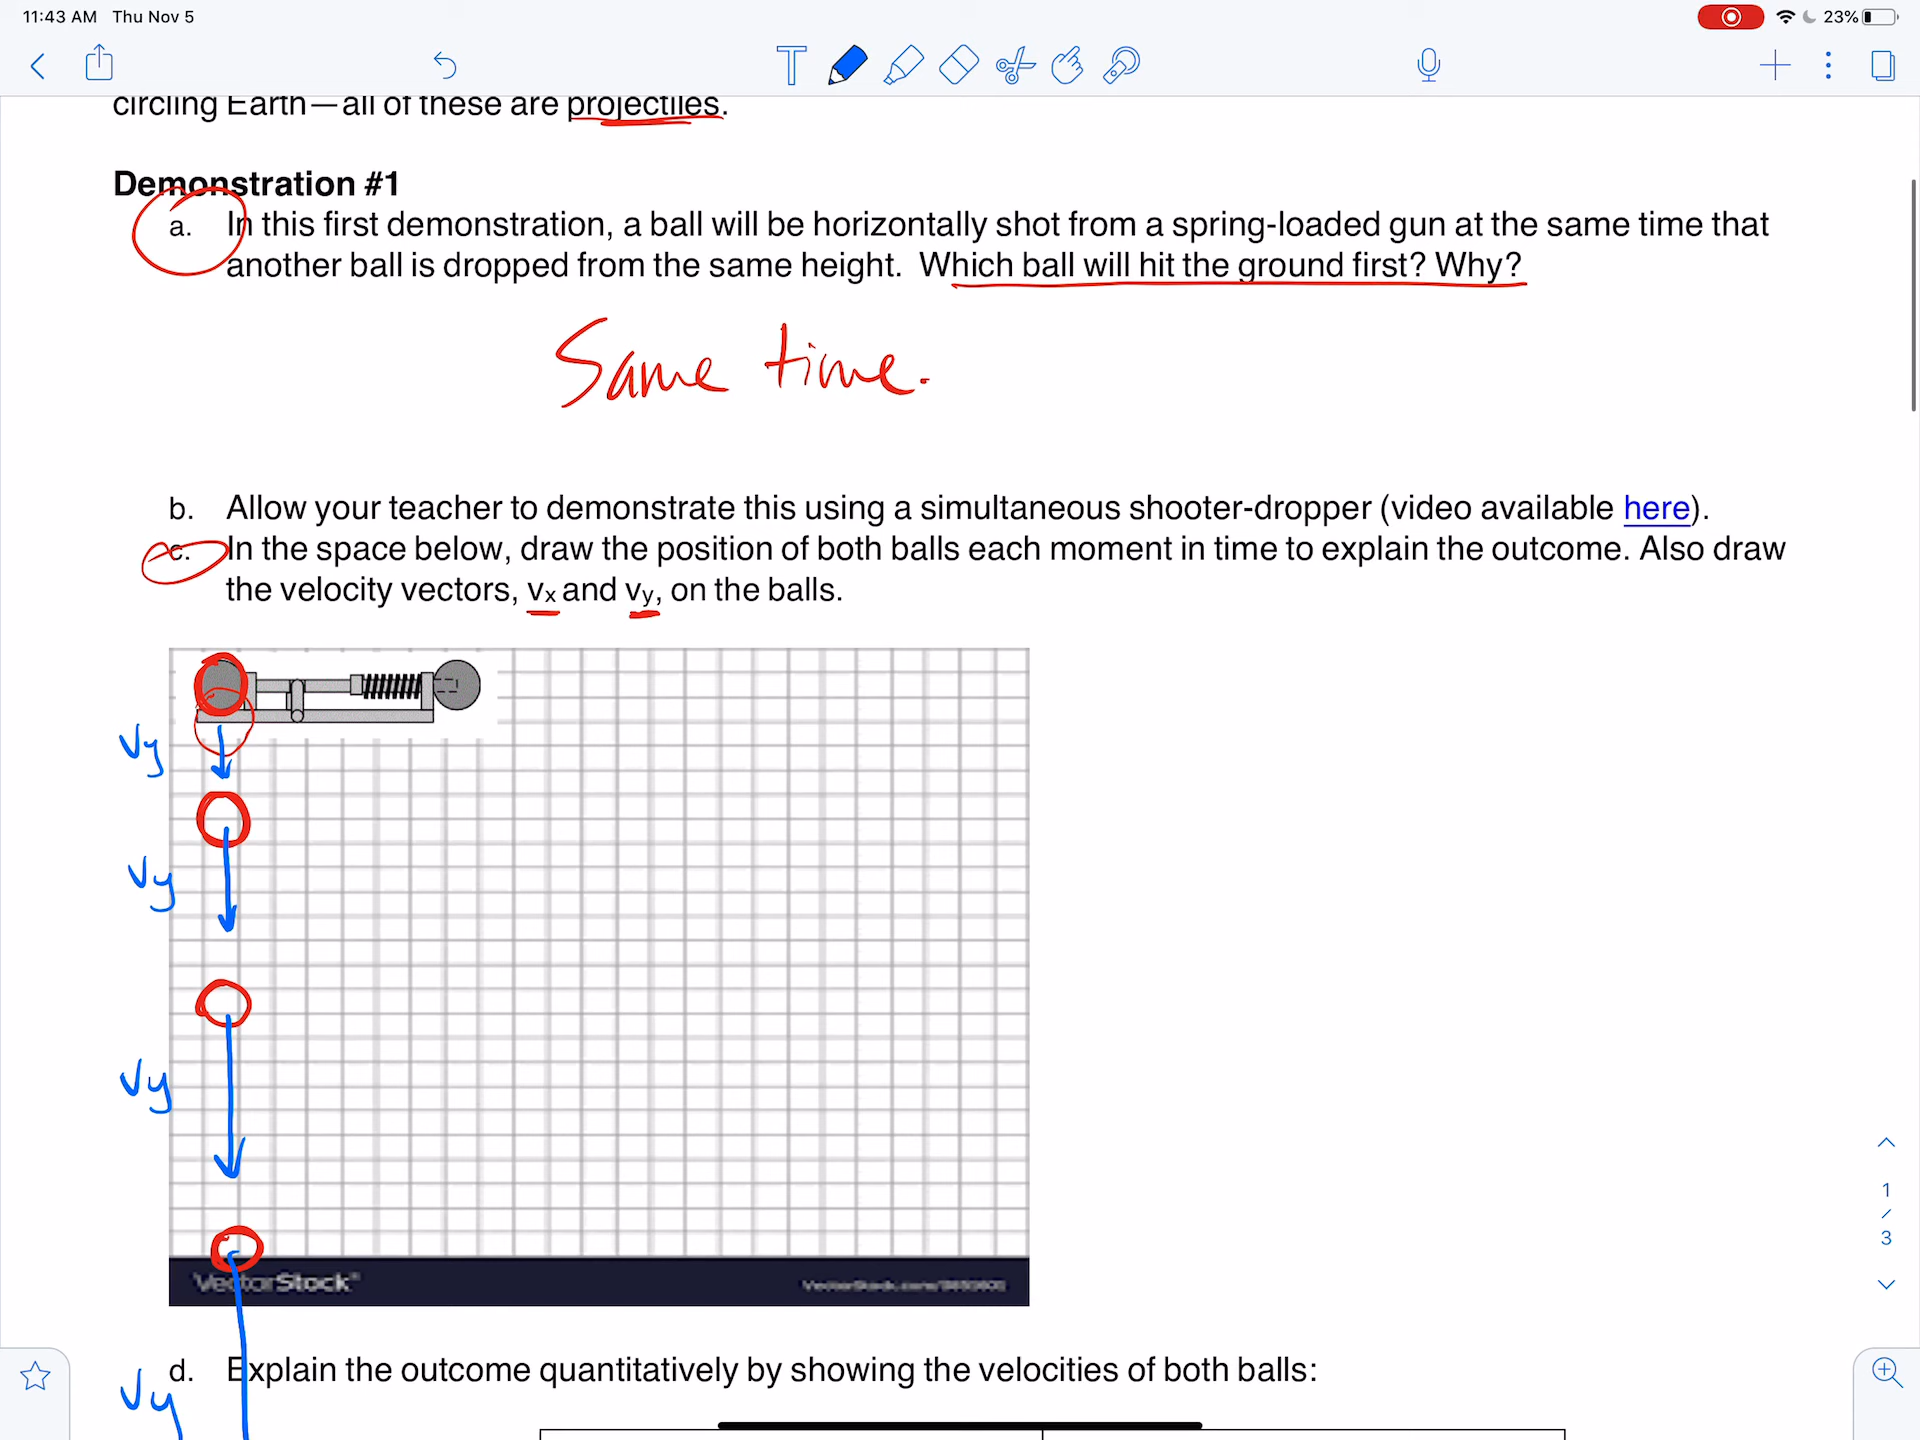 11:43 AM Thu Nov 5
23%
circling Earth—all of these are projectiles.
Demonstration #1
a. In this first demonstration, a ball will be horizontally shot from a spring-loaded gun at the same time that
another ball is dropped from the same height. Which ball will hit the ground first? Why?
Same time.
b. Allow your teacher to demonstrate this using a simultaneous shooter-dropper (video available here).
c. In the space below, draw the position of both balls each moment in time to explain the outcome. Also draw
the velocity vectors, vx and vy, on the balls.
Vy
Vy
Vy
VectorStock®
1
/
3
d. Explain the outcome quantitatively by showing the velocities of both balls:
Vy